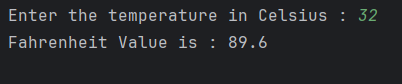 Enter the temperature in Celsius : 32
Fahrenheit Value is : 89.6